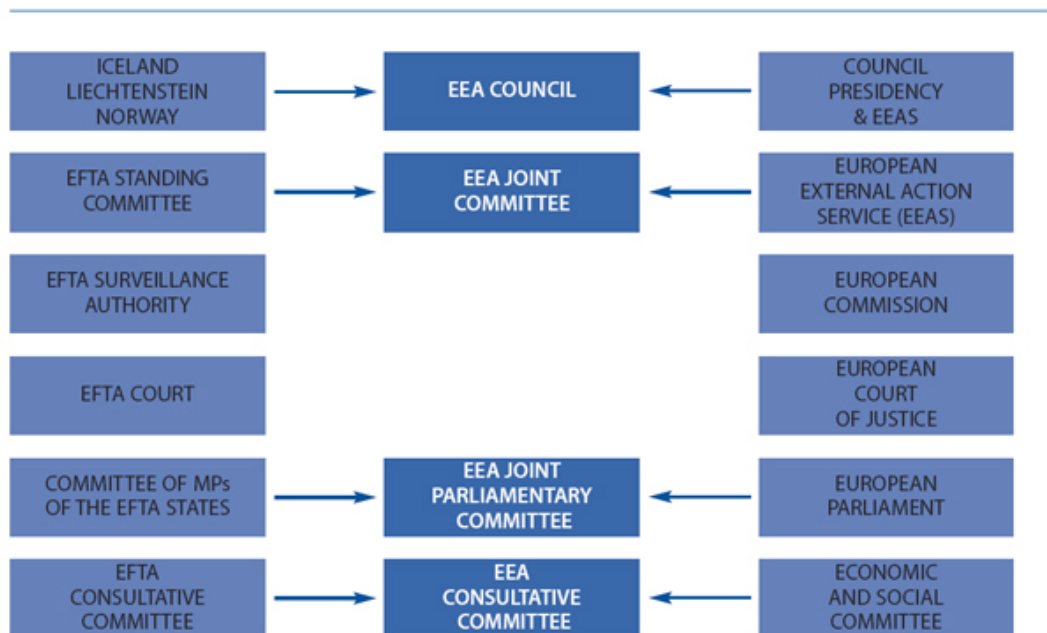 ICELAND
LIECHTENSTEIN
NORWAY
EEA COUNCIL
COUNCIL
PRESIDENCY
& EEAS
EFTA STANDING
COMMITTEE
EEA JOINT
COMMITTEE
EUROPEAN
EXTERNAL ACTION
SERVICE (EEAS)
EFTA SURVEILLANCE
AUTHORITY
EUROPEAN
COMMISSION
EFTA COURT
EUROPEAN
COURT
OF JUSTICE
COMMITTEE OF MPs
OF THE EFTA STATES
EEA JOINT
PARLIAMENTARY
COMMITTEE
EUROPEAN
PARLIAMENT
EFTA
CONSULTATIVE
COMMITTEE
EEA
CONSULTATIVE
COMMITTEE
ECONOMIC
AND SOCIAL
COMMITTEE